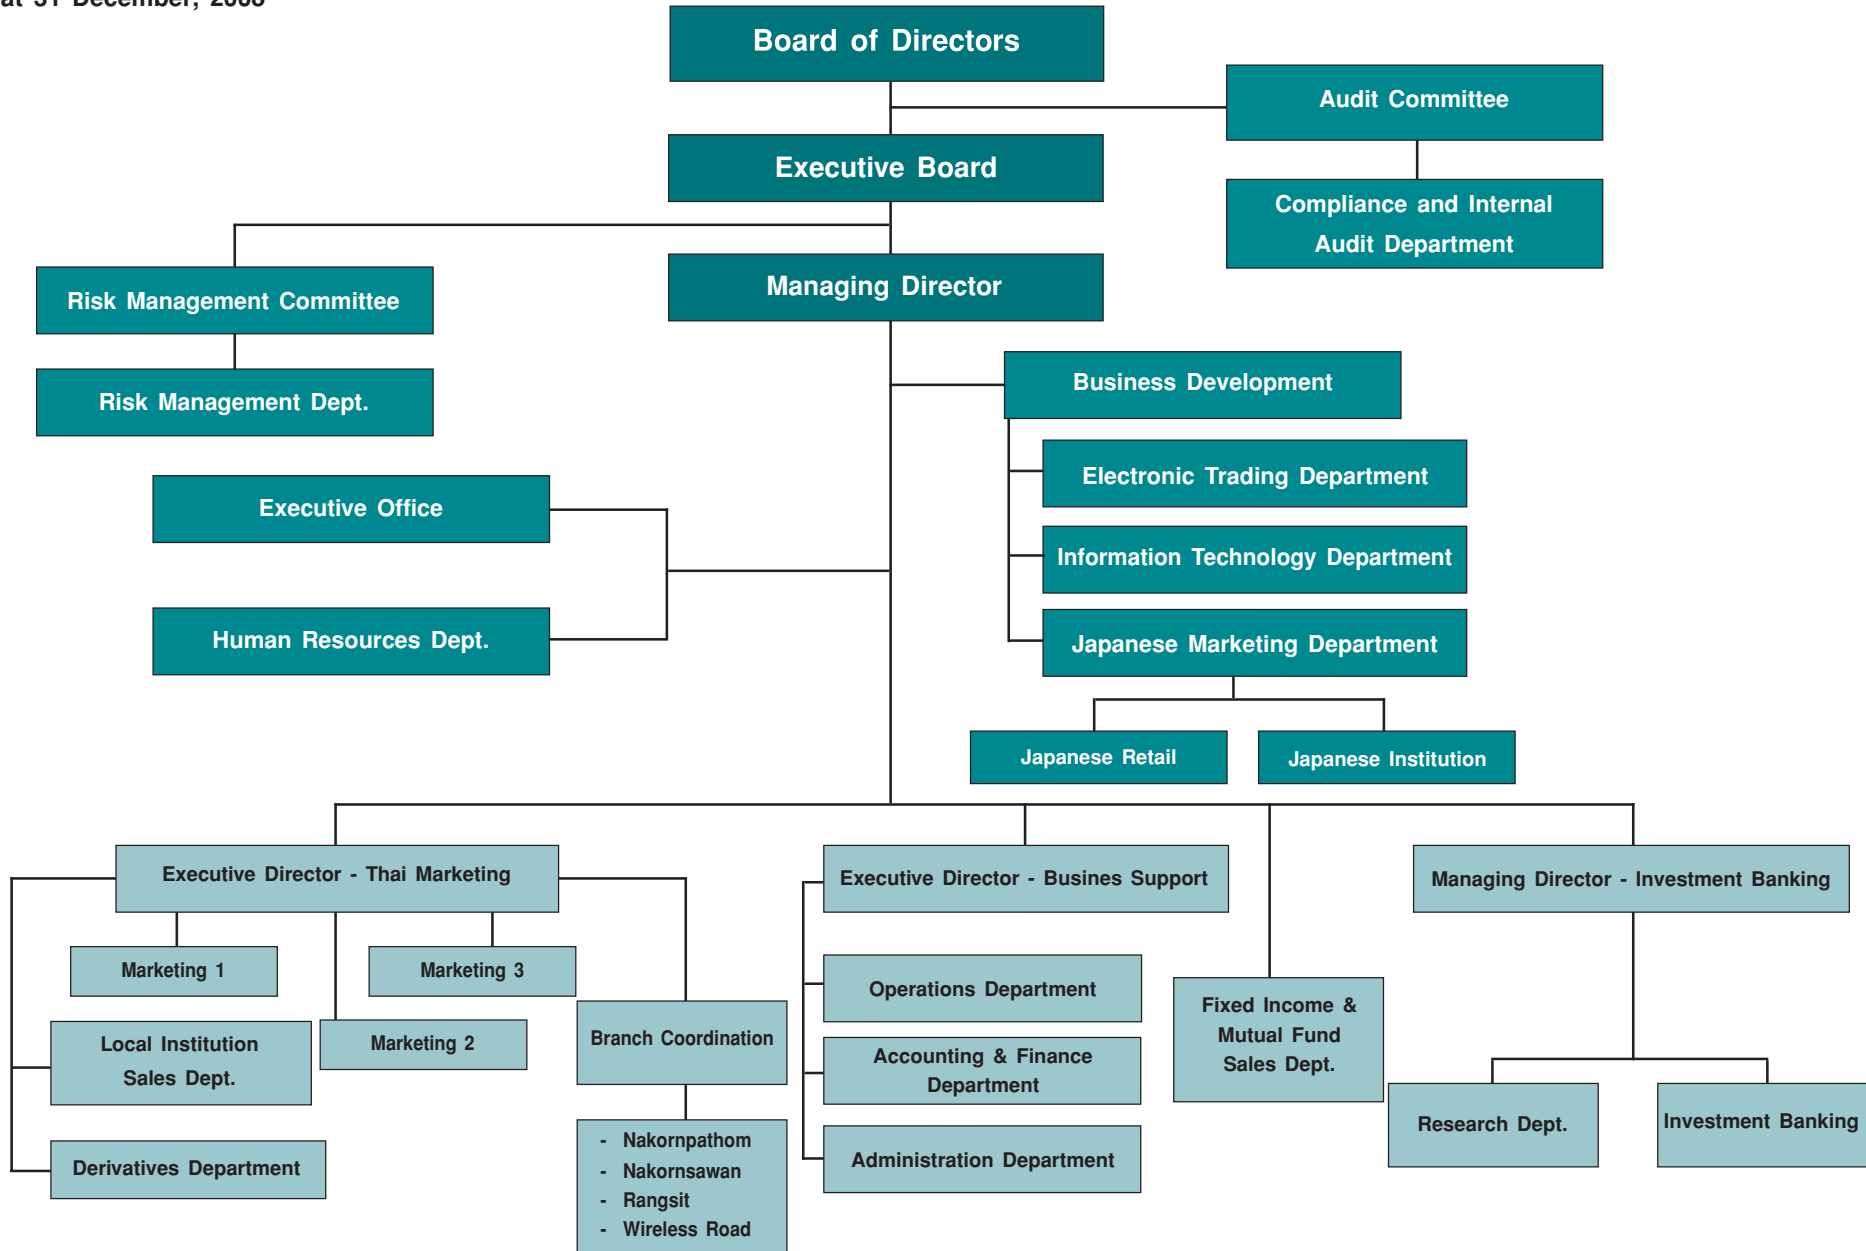 at 31 December,
Board of Directors
Audit Committee
Executive Board
Compliance and Internal
Audit Department
Managing Director
Risk Management Committee
Risk Management Dept.
Business Development
Electronic Trading Department
Information Technology Department
Japanese Marketing Department
Executive Office
Human Resources Dept.
Japanese Retail
Japanese Institution
Executive Director - Thai Marketing
Executive Director - Busines Support
Managing Director - Investment Banking
Marketing 1
Marketing 3
Local Institution
Sales Dept.
Marketing 2
Branch Coordination
Derivatives Department
- Nakornpathom
- Nakornsawan
- Rangsit
- Wireless Road
Operations Department
Accounting & Finance
Department
Administration Department
Fixed Income &
Mutual Fund
Sales Dept.
Research Dept.
Investment Banking